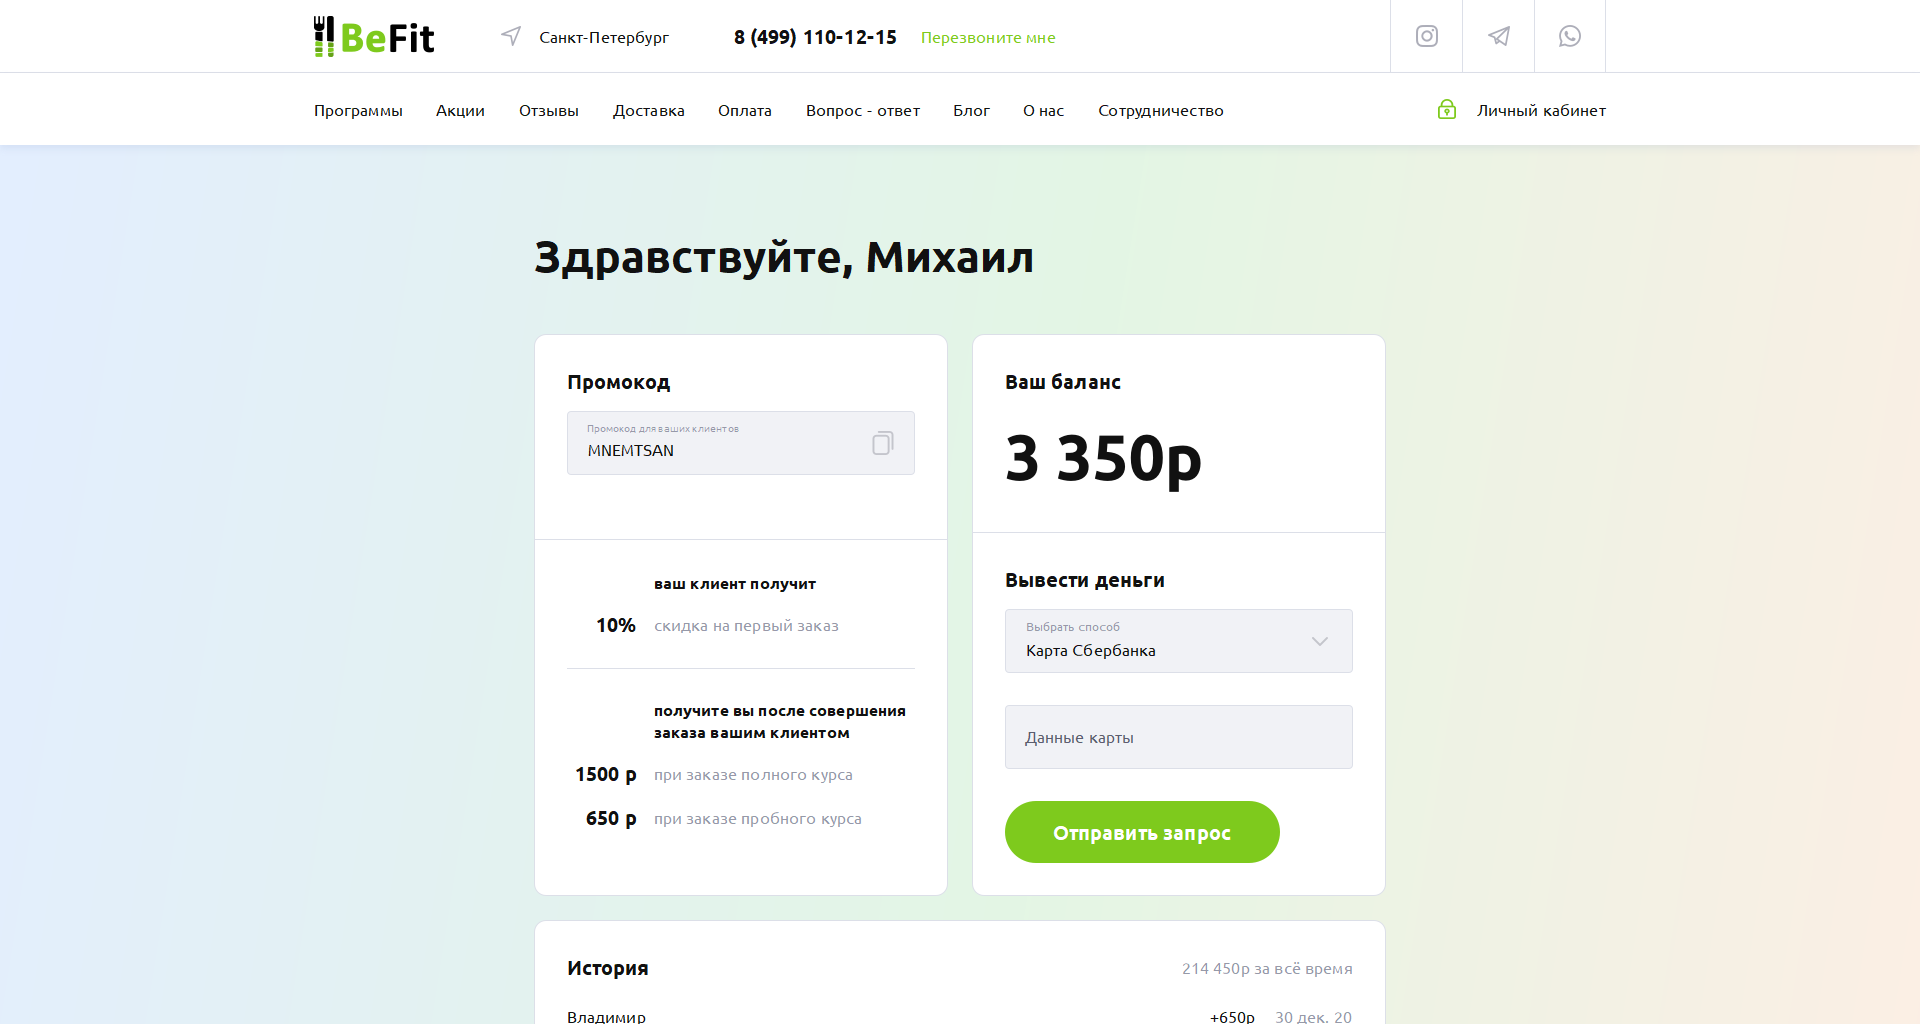 BeFit
Санкт-Петербург
8 (499) 110-12-15
Перезвоните мне
Программы
Акции
Отзывы
Доставка
Оплата
Вопрос - ответ
Блог
О нас
Сотрудничество
Личный кабинет
Здравствуйте, Михаил
Промокод
Промокод для ваших клиентов
MNEMTSAN
ваш клиент получит
10% скидка на первый заказ
получите вы после совершения
заказа вашим клиентом
1500 р при заказе полного курса
650 р при заказе пробного курса
Ваш баланс
3 350р
Вывести деньги
Выбрать способ
Карта Сбербанка
Данные карты
Отправить запрос
История
214 450р за всё время
Владимир
+650р
30 дек. 20